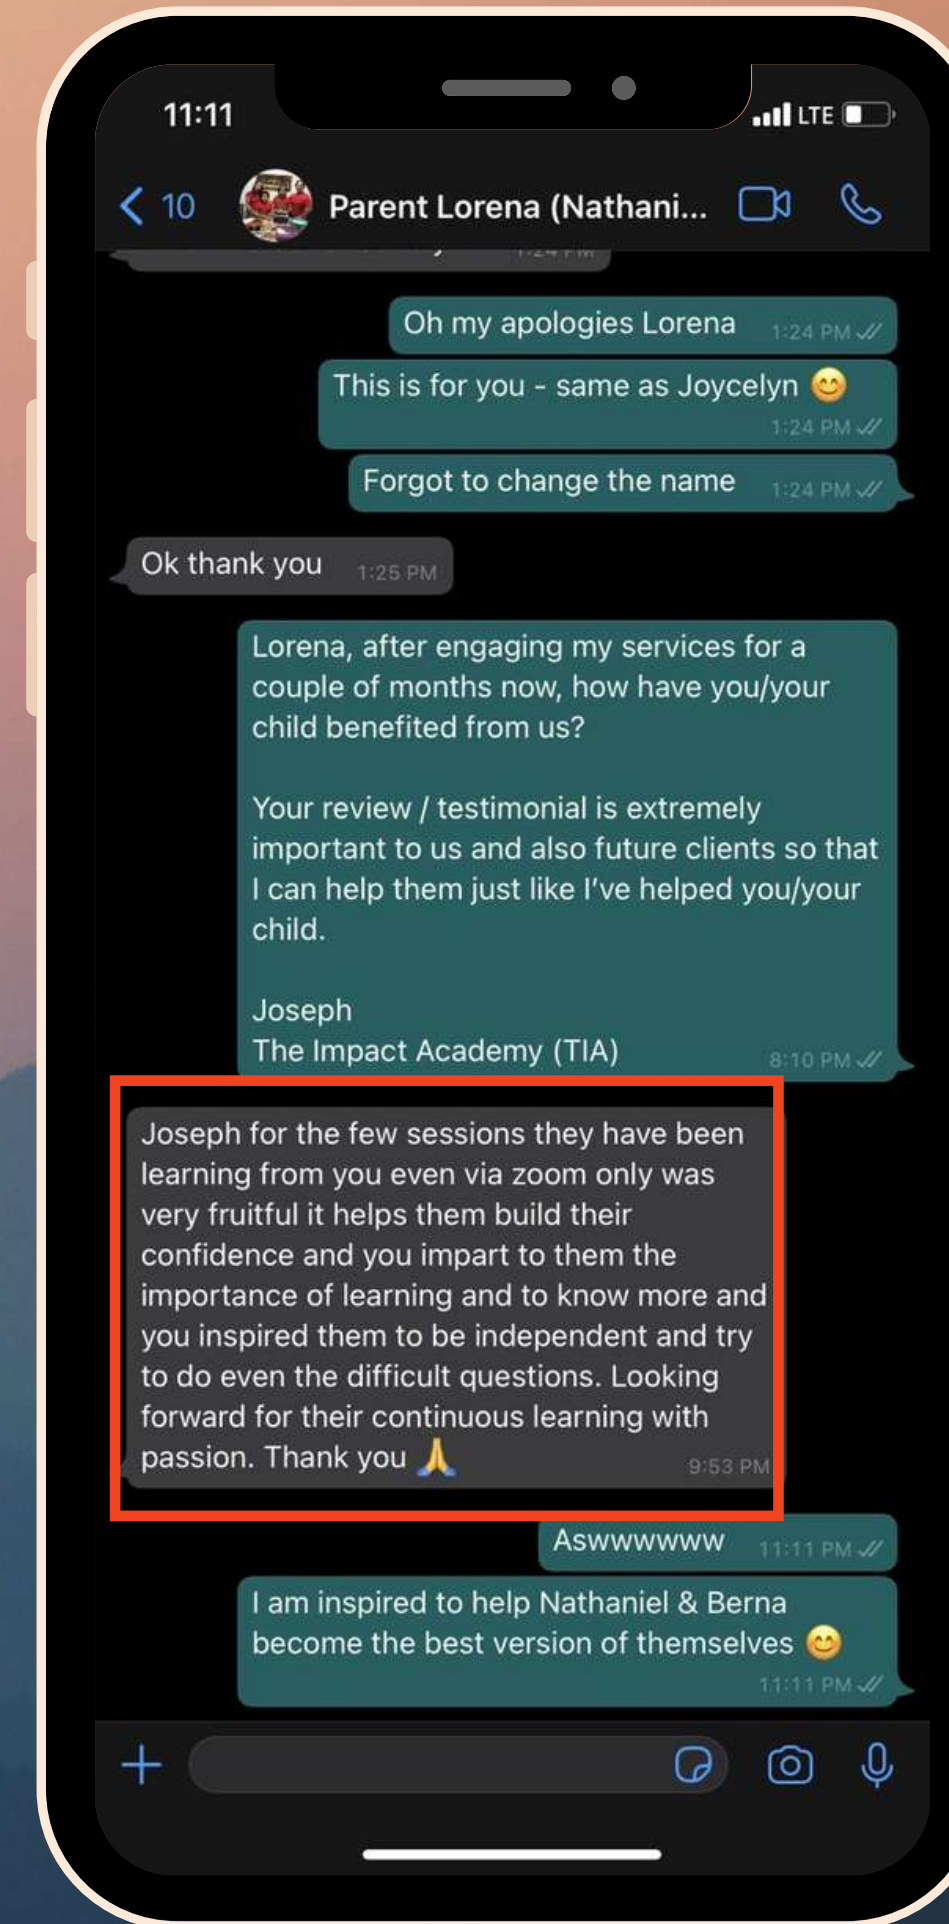 11:11
LTE
10
Parent Lorena (Nathani...
1:24 PM
Oh my apologies Lorena 1:24 PM
This is for you - same as Joycelyn 😊
1:24 PM
Forgot to change the name 1:24 PM
Ok thank you 1:25 PM
Lorena, after engaging my services for a
couple of months now, how have you/your
child benefited from us?
Your review / testimonial is extremely
important to us and also future clients so that
I can help them just like I've helped you/your
child.
Joseph
The Impact Academy (TIA) 8:10 PM
Joseph for the few sessions they have been
learning from you even via zoom only was
very fruitful it helps them build their
confidence and you impart to them the
importance of learning and to know more and
you inspired them to be independent and try
to do even the difficult questions. Looking
forward for their continuous learning with
passion. Thank you 🙏 9:53 PM
Aswwwwww 11:11 PM
I am inspired to help Nathaniel & Berna
become the best version of themselves 😊
11:11 PM